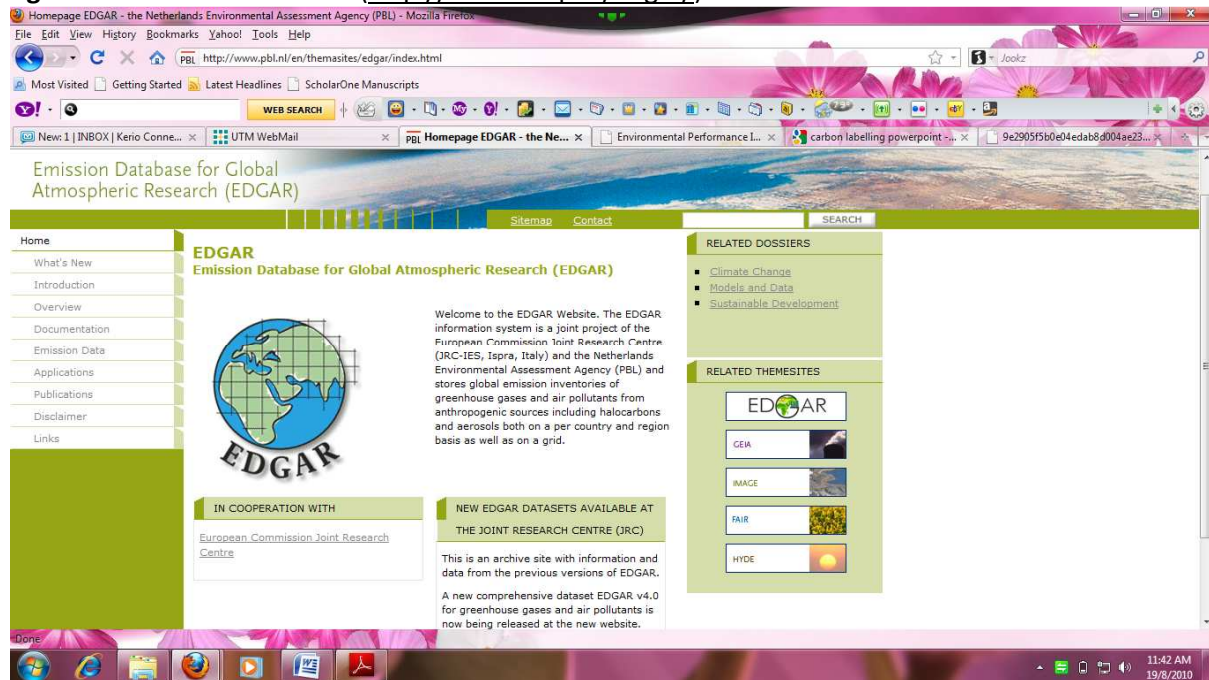 Homepage EDGAR - the Netherlands Environmental Assessment Agency (PBL) - Mozilla Firefox
File Edit View History Bookmarks Yahoo! Tools Help
PBL http://www.pbl.nl/en/themasites/edgar/index.html
Jookz
Most Visited Getting Started Latest Headlines ScholarOne Manuscripts
Y! WEB SEARCH
New: 1 | INBOX | Kerio Conne... UTM WebMail PBL Homepage EDGAR - the Ne... Environmental Performance I... carbon labelling powerpoint -... 9e2905f5b0e04edab8d004ae23...
Emission Database for Global
Atmospheric Research (EDGAR)
Sitemap Contact SEARCH
Home
What's New
Introduction
Overview
Documentation
Emission Data
Applications
Publications
Disclaimer
Links
EDGAR
Emission Database for Global Atmospheric Research (EDGAR)
EDGAR
Welcome to the EDGAR Website. The EDGAR
information system is a joint project of the
European Commission Joint Research Centre
(JRC-IES, Ispra, Italy) and the Netherlands
Environmental Assessment Agency (PBL) and
stores global emission inventories of
greenhouse gases and air pollutants from
anthropogenic sources including halocarbons
and aerosols both on a per country and region
basis as well as on a grid.
IN COOPERATION WITH
European Commission Joint Research
Centre
NEW EDGAR DATASETS AVAILABLE AT
THE JOINT RESEARCH CENTRE (JRC)
This is an archive site with information and
data from the previous versions of EDGAR.
A new comprehensive dataset EDGAR v4.0
for greenhouse gases and air pollutants is
now being released at the new website.
RELATED DOSSIERS
Climate Change
Models and Data
Sustainable Development
RELATED THEMESITES
EDGAR
GEIA
IMAGE
FAIR
HYDE
Done
11:42 AM
19/8/2010